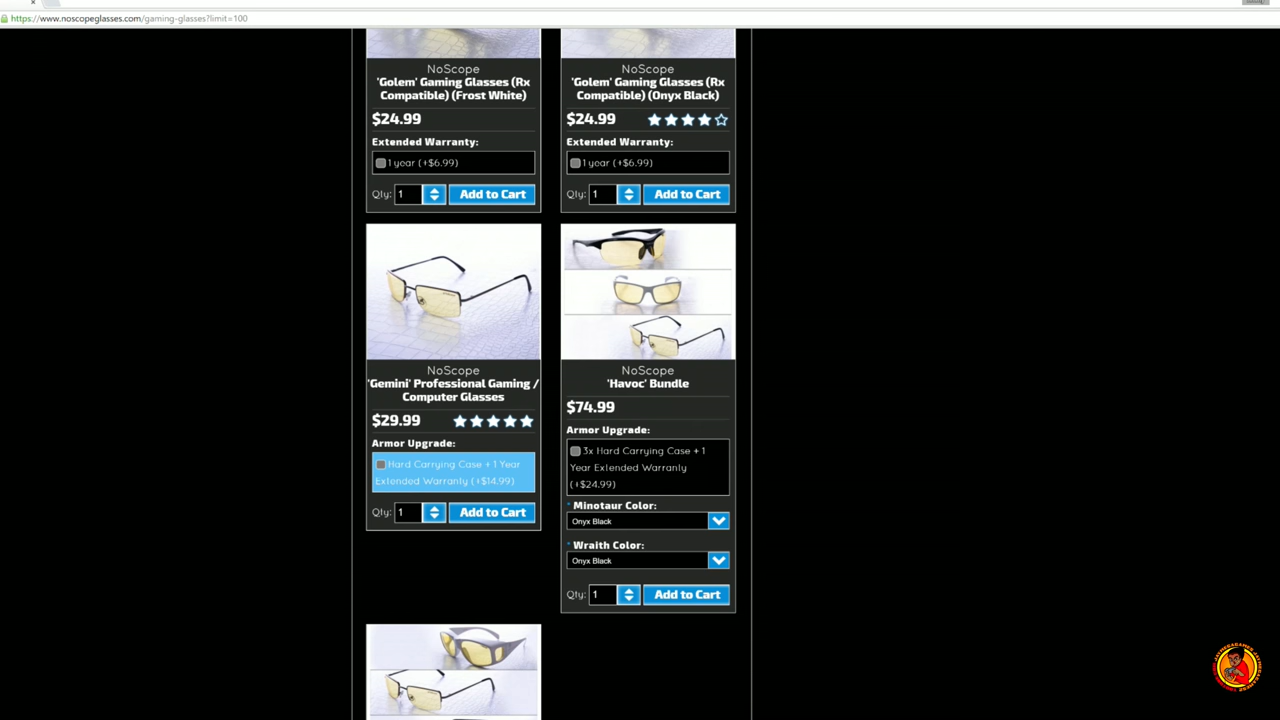 https://www.noscopeglasses.com/gaming-glasses?limit=100
NoScope
'Golem' Gaming Glasses (Rx
Compatible) (Frost White)
$24.99
Extended Warranty:
1 year (+$6.99)
Qty: 1 Add to Cart
NoScope
'Golem' Gaming Glasses (Rx
Compatible) (Onyx Black)
$24.99
Extended Warranty:
1 year (+$6.99)
Qty: 1 Add to Cart
NoScope
'Gemini' Professional Gaming /
Computer Glasses
$29.99
Armor Upgrade:
Hard Carrying Case + 1 Year
Extended Warranty (+$14.99)
Qty: 1 Add to Cart
NoScope
'Havoc' Bundle
$74.99
Armor Upgrade:
3x Hard Carrying Case + 1
Year Extended Warranly
(+$24.99)
* Minotaur Color:
Onyx Black
* Wraith Color:
Onyx Black
Qty: 1 Add to Cart